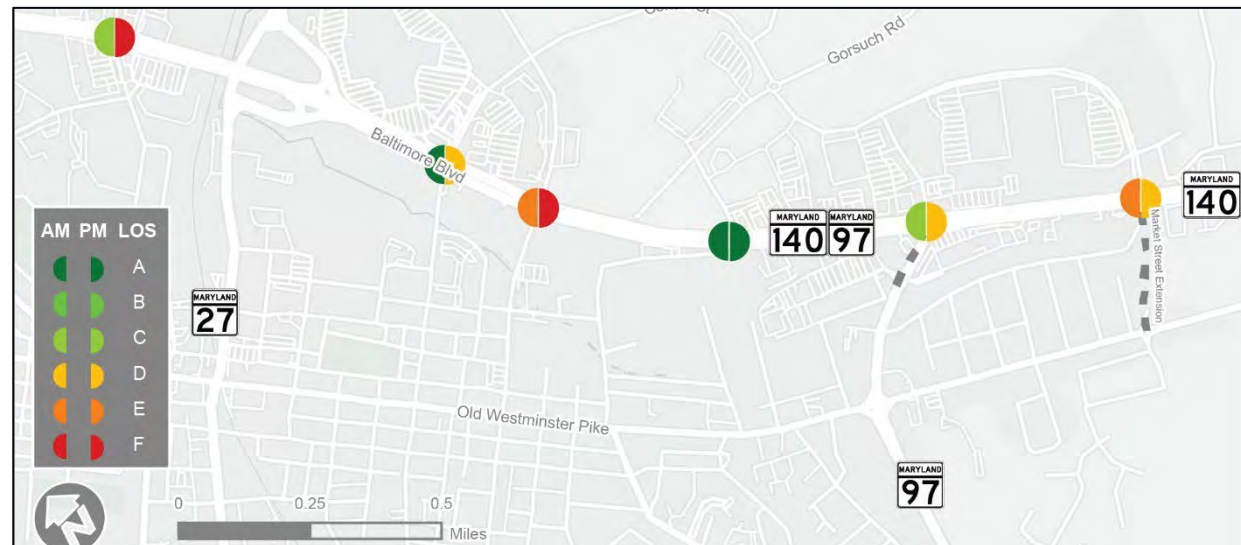 Gorsuch Rd
Baltimore Blvd
MARYLAND
140
MARYLAND
97
MARYLAND
140
Market Street Extension
AM PM LOS
A
B
C
D
E
F
MARYLAND
27
Old Westminster Pike
MARYLAND
97
N
0 0.25 0.5
Miles